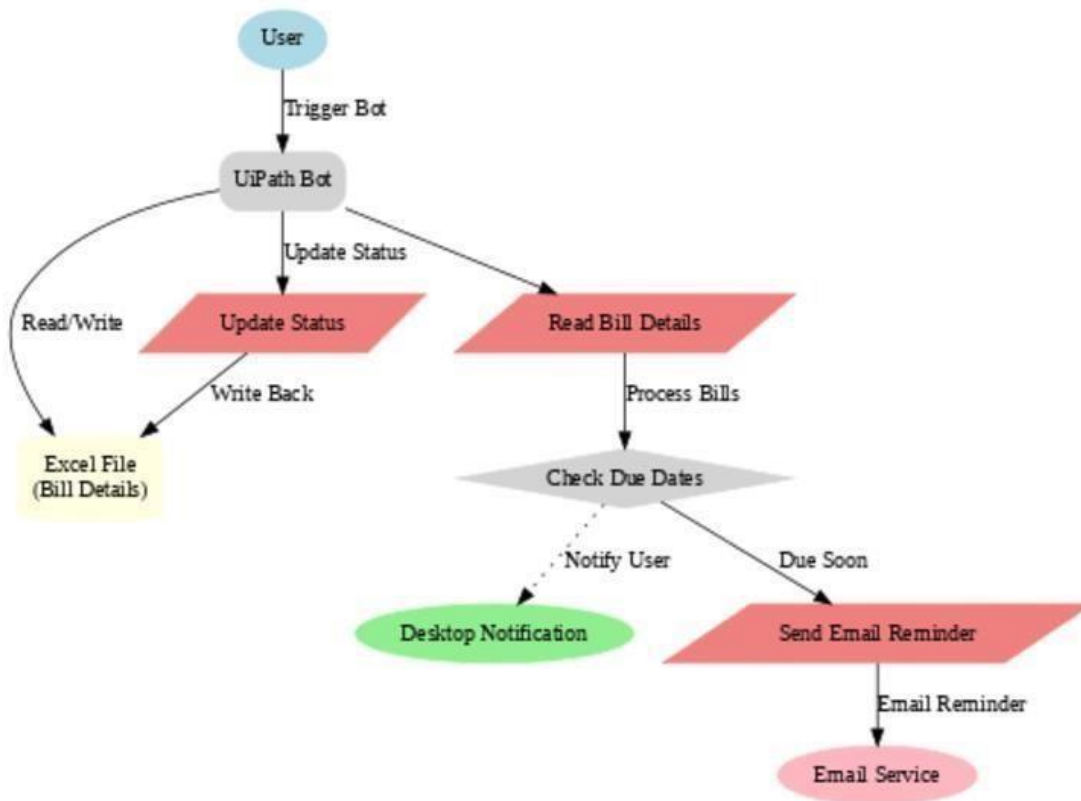 User
Trigger Bot
UiPath Bot
Update Status
Read/Write
Update Status
Read Bill Details
Write Back
Process Bills
Excel File
(Bill Details)
Check Due Dates
Notify User
Due Soon
Desktop Notification
Send Email Reminder
Email Reminder
Email Service